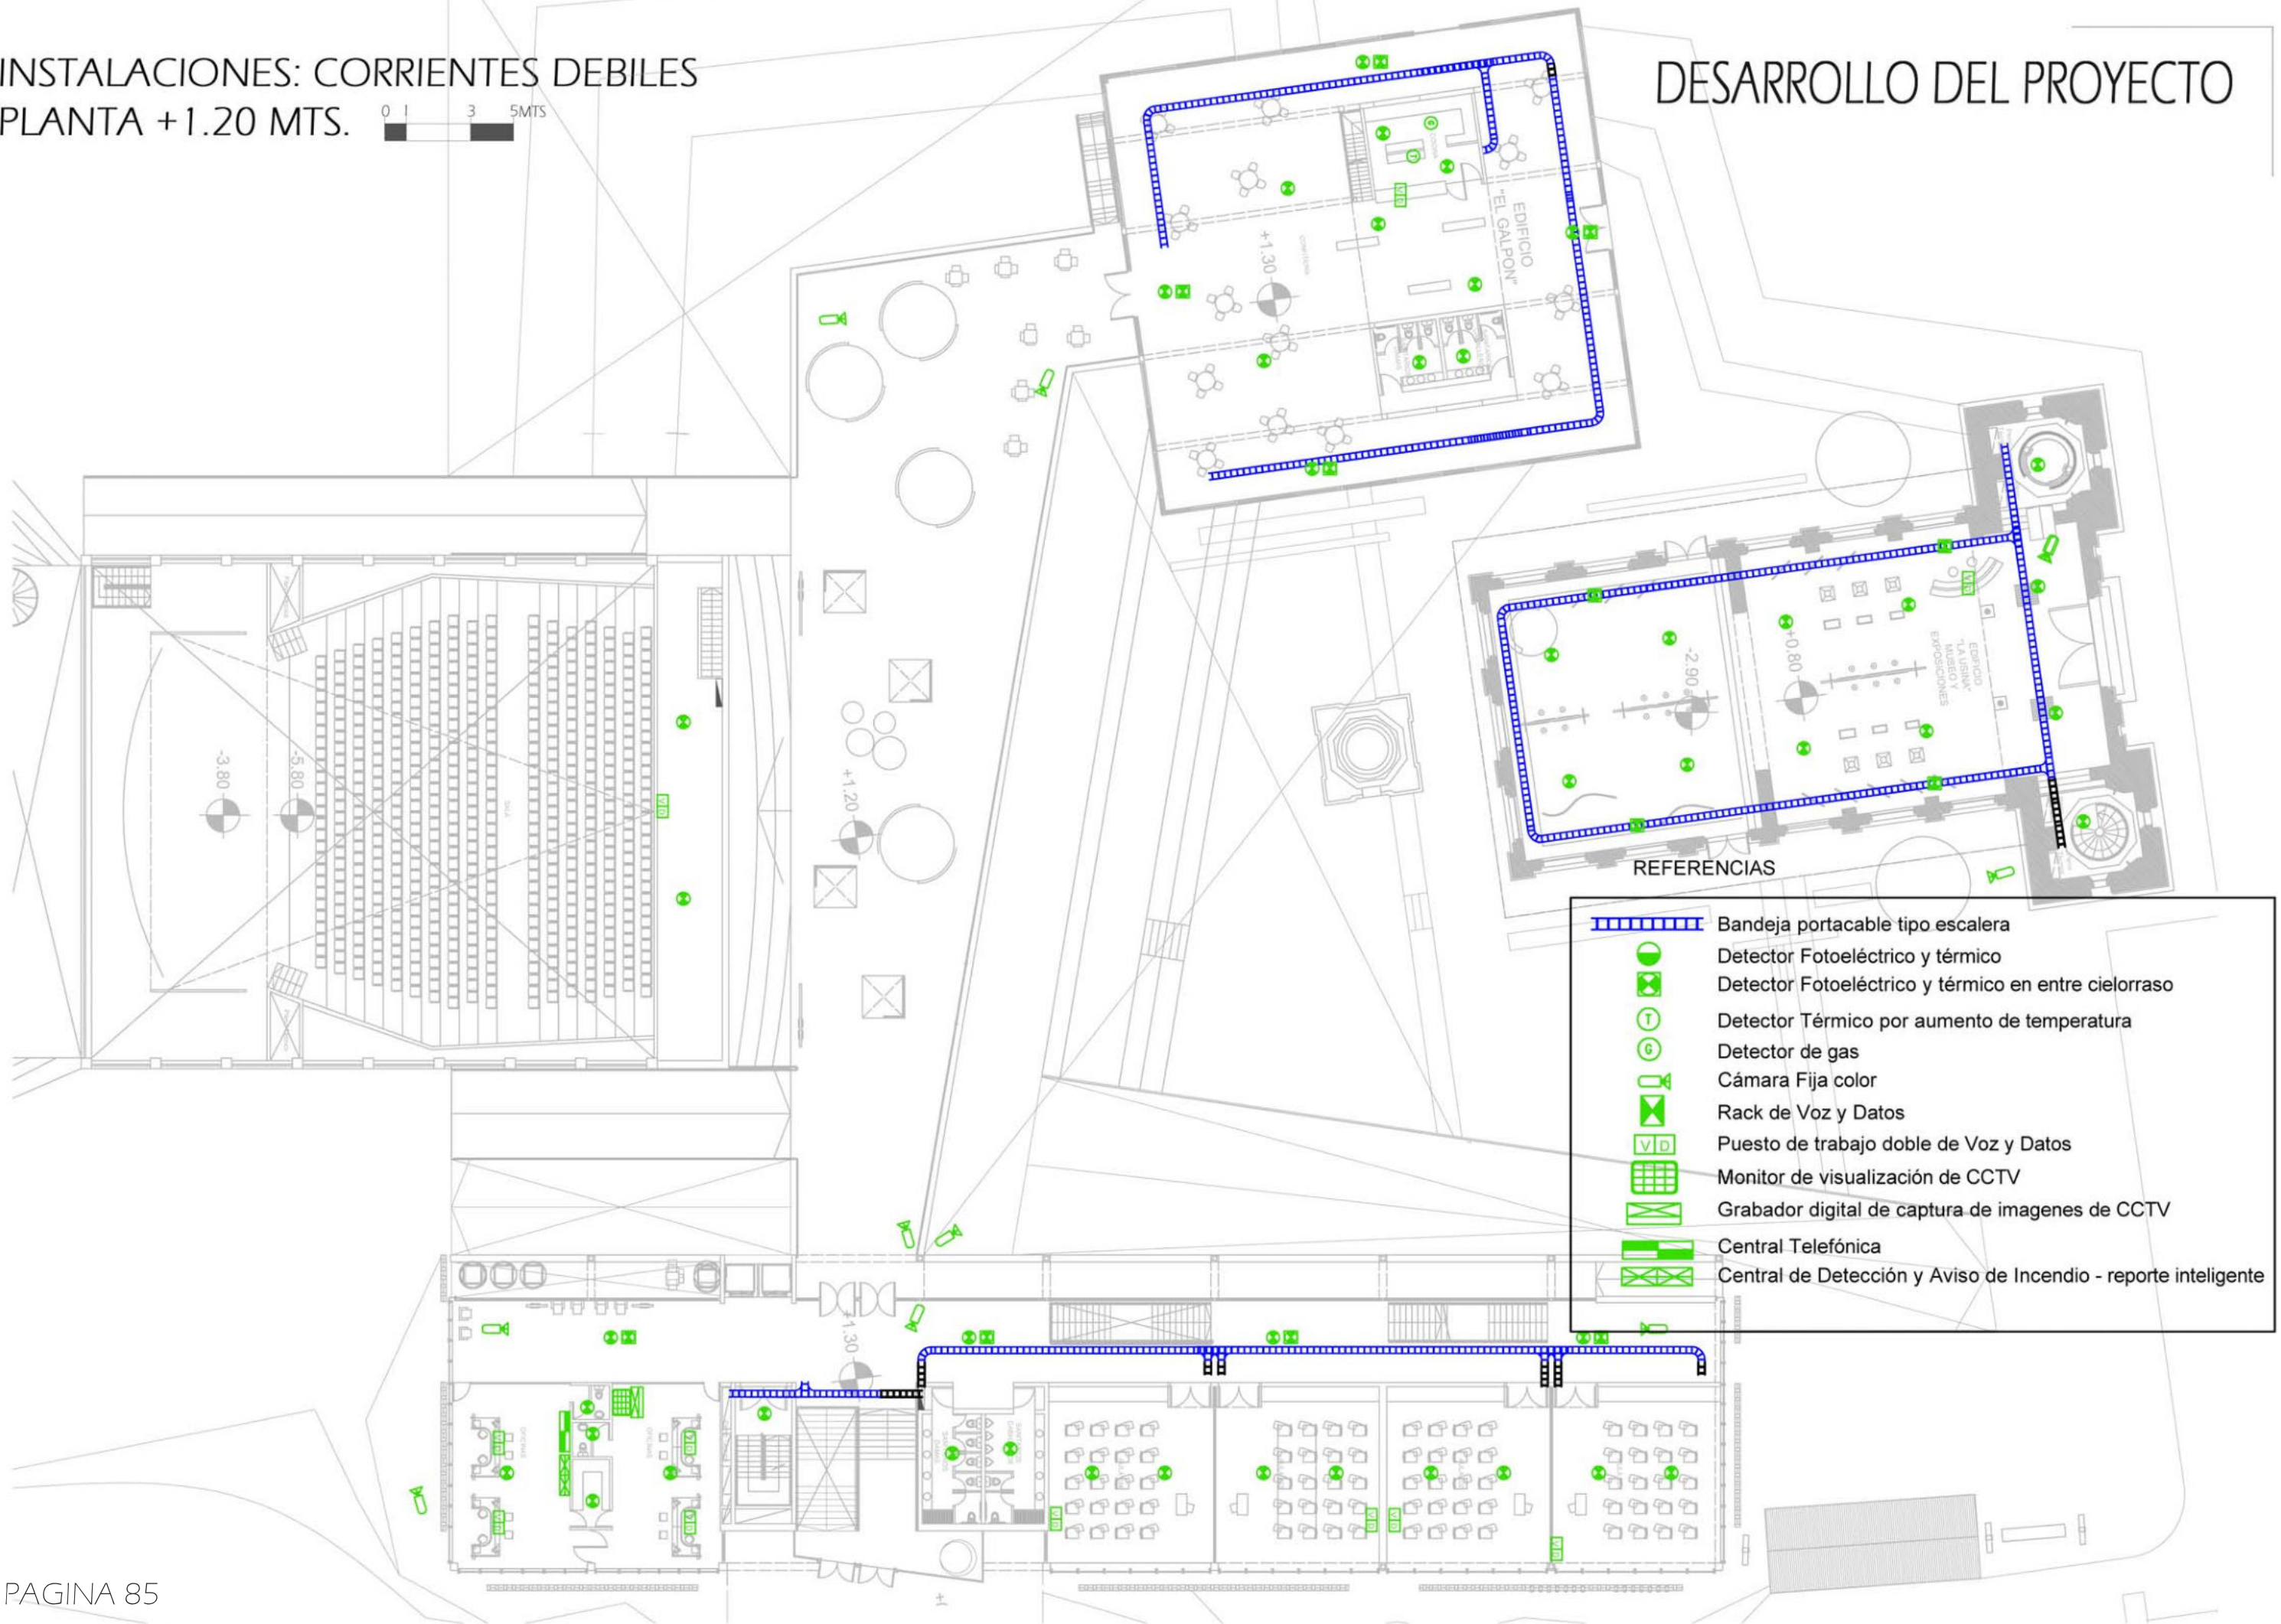 INSTALACIONES: CORRIENTES DEBILES
PLANTA +1.20 MTS.
0 1 3 5MTS
DESARROLLO DEL PROYECTO
COCINA
EDIFICIO
"EL GALPON"
+1.30
CONFITERIA
-3.80
-5.80
SALA
+1.20
-2.90
+0.80
EDIFICIO
"LA USINA"
MUSEO Y
EXPOSICIONES
REFERENCIAS
Bandeja portacable tipo escalera
Detector Fotoeléctrico y térmico
Detector Fotoeléctrico y térmico en entre cielorraso
T Detector Térmico por aumento de temperatura
G Detector de gas
Cámara Fija color
Rack de Voz y Datos
V D Puesto de trabajo doble de Voz y Datos
Monitor de visualización de CCTV
Grabador digital de captura de imagenes de CCTV
Central Telefónica
Central de Detección y Aviso de Incendio - reporte inteligente
+1.30
OFICINAS
OFICINAS
PAGINA 85